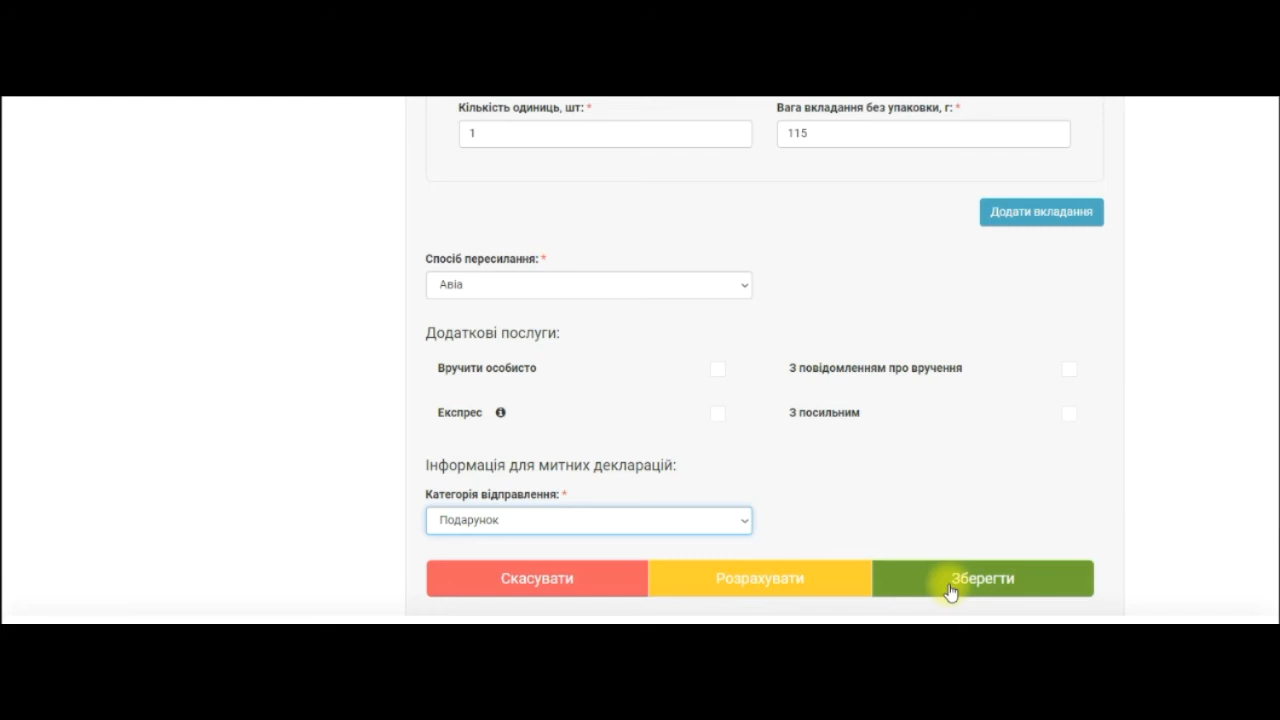 Кількість одиниць, шт: * Вага вкладання без упаковки, г: *
1 115
Додати вкладання
Спосіб пересилання: *
Авіа
Додаткові послуги:
Вручити особисто З повідомленням про вручення
Експрес З посильним
Інформація для митних декларацій:
Категорія відправлення: *
Подарунок
Скасувати Розрахувати Зберегти